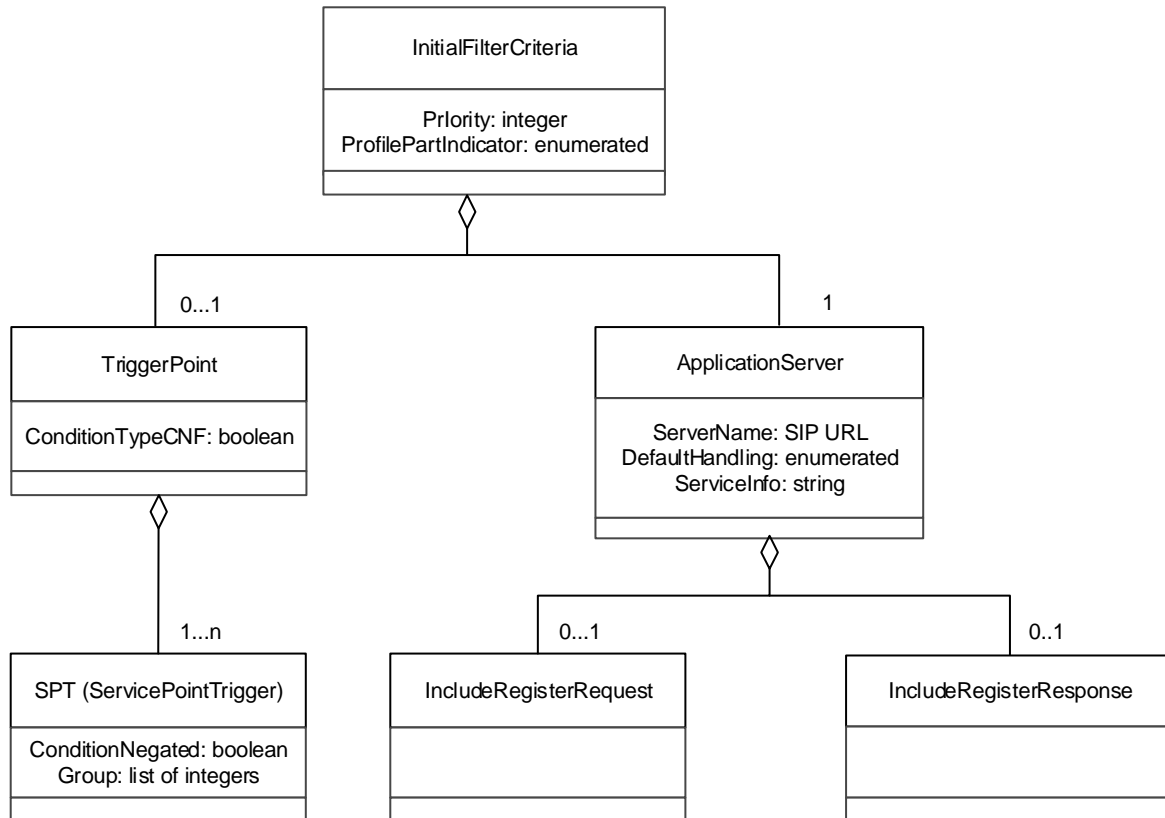 InitialFilterCriteria
PrIority: integer
ProfilePartIndicator: enumerated
0...1
1
TriggerPoint
ConditionTypeCNF: boolean
ApplicationServer
ServerName: SIP URL
DefaultHandling: enumerated
ServiceInfo: string
1...n
0...1
0..1
SPT (ServicePointTrigger)
ConditionNegated: boolean
Group: list of integers
IncludeRegisterRequest
IncludeRegisterResponse